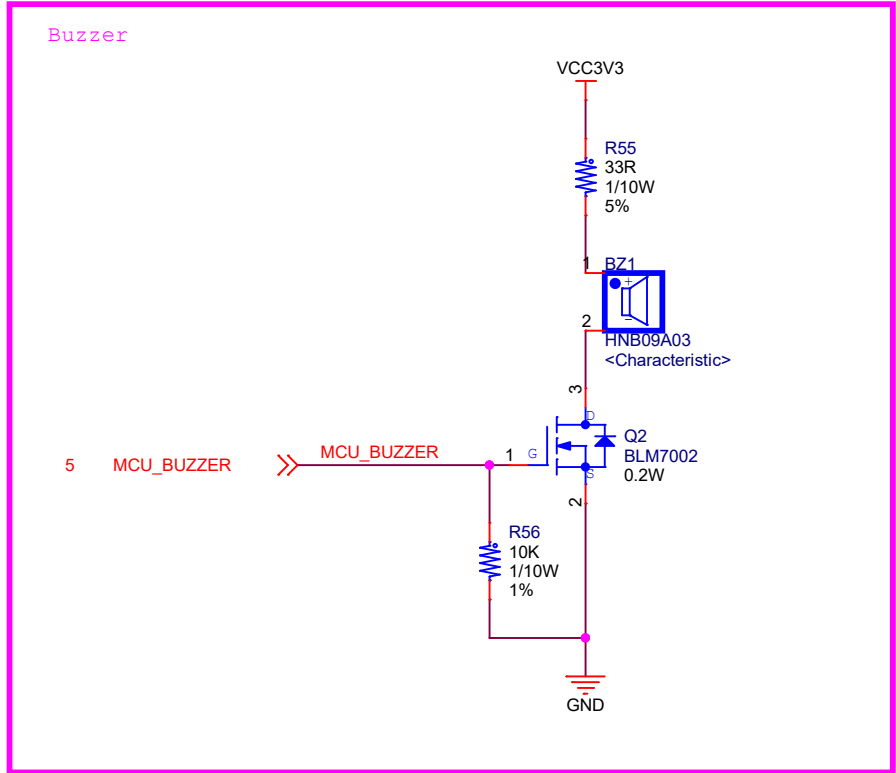 Buzzer
VCC3V3
R55
33R
1/10W
5%
1
BZ1
+
-
2
HNB09A03
<Characteristic>
3
D
5 MCU_BUZZER
MCU_BUZZER
1
G
Q2
BLM7002
0.2W
S
2
R56
10K
1/10W
1%
GND